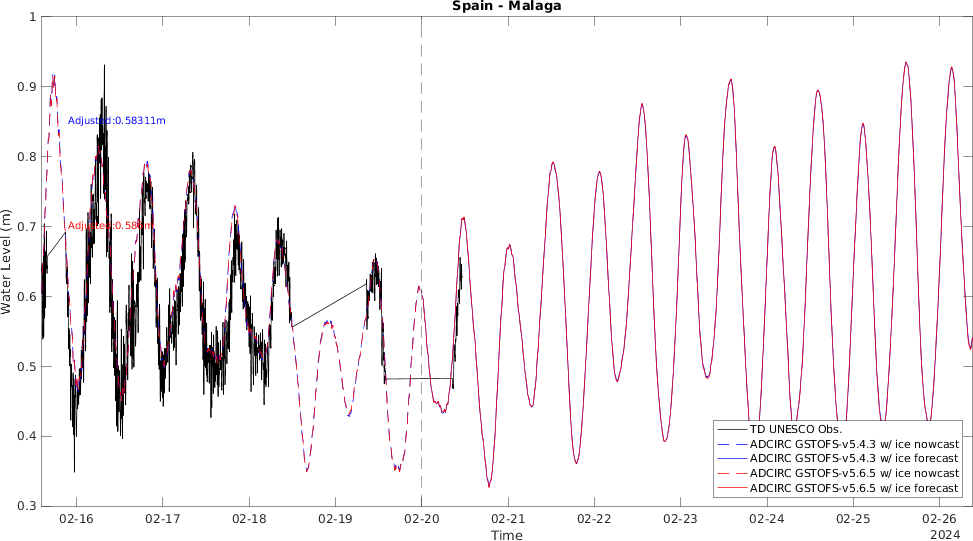 Spain - Malaga
1
0.9
0.8
0.7
0.6
0.5
0.4
0.3
Water Level (m)
Adjusted:0.58311m
TD UNESCO Obs.
ADCIRC GSTOFS-v5.4.3 w/ ice nowcast
ADCIRC GSTOFS-v5.4.3 w/ ice forecast
ADCIRC GSTOFS-v5.6.5 w/ ice nowcast
ADCIRC GSTOFS-v5.6.5 w/ ice forecast
02-16 02-17 02-18 02-19 02-20 02-21 02-22 02-23 02-24 02-25 02-26
Time
2024